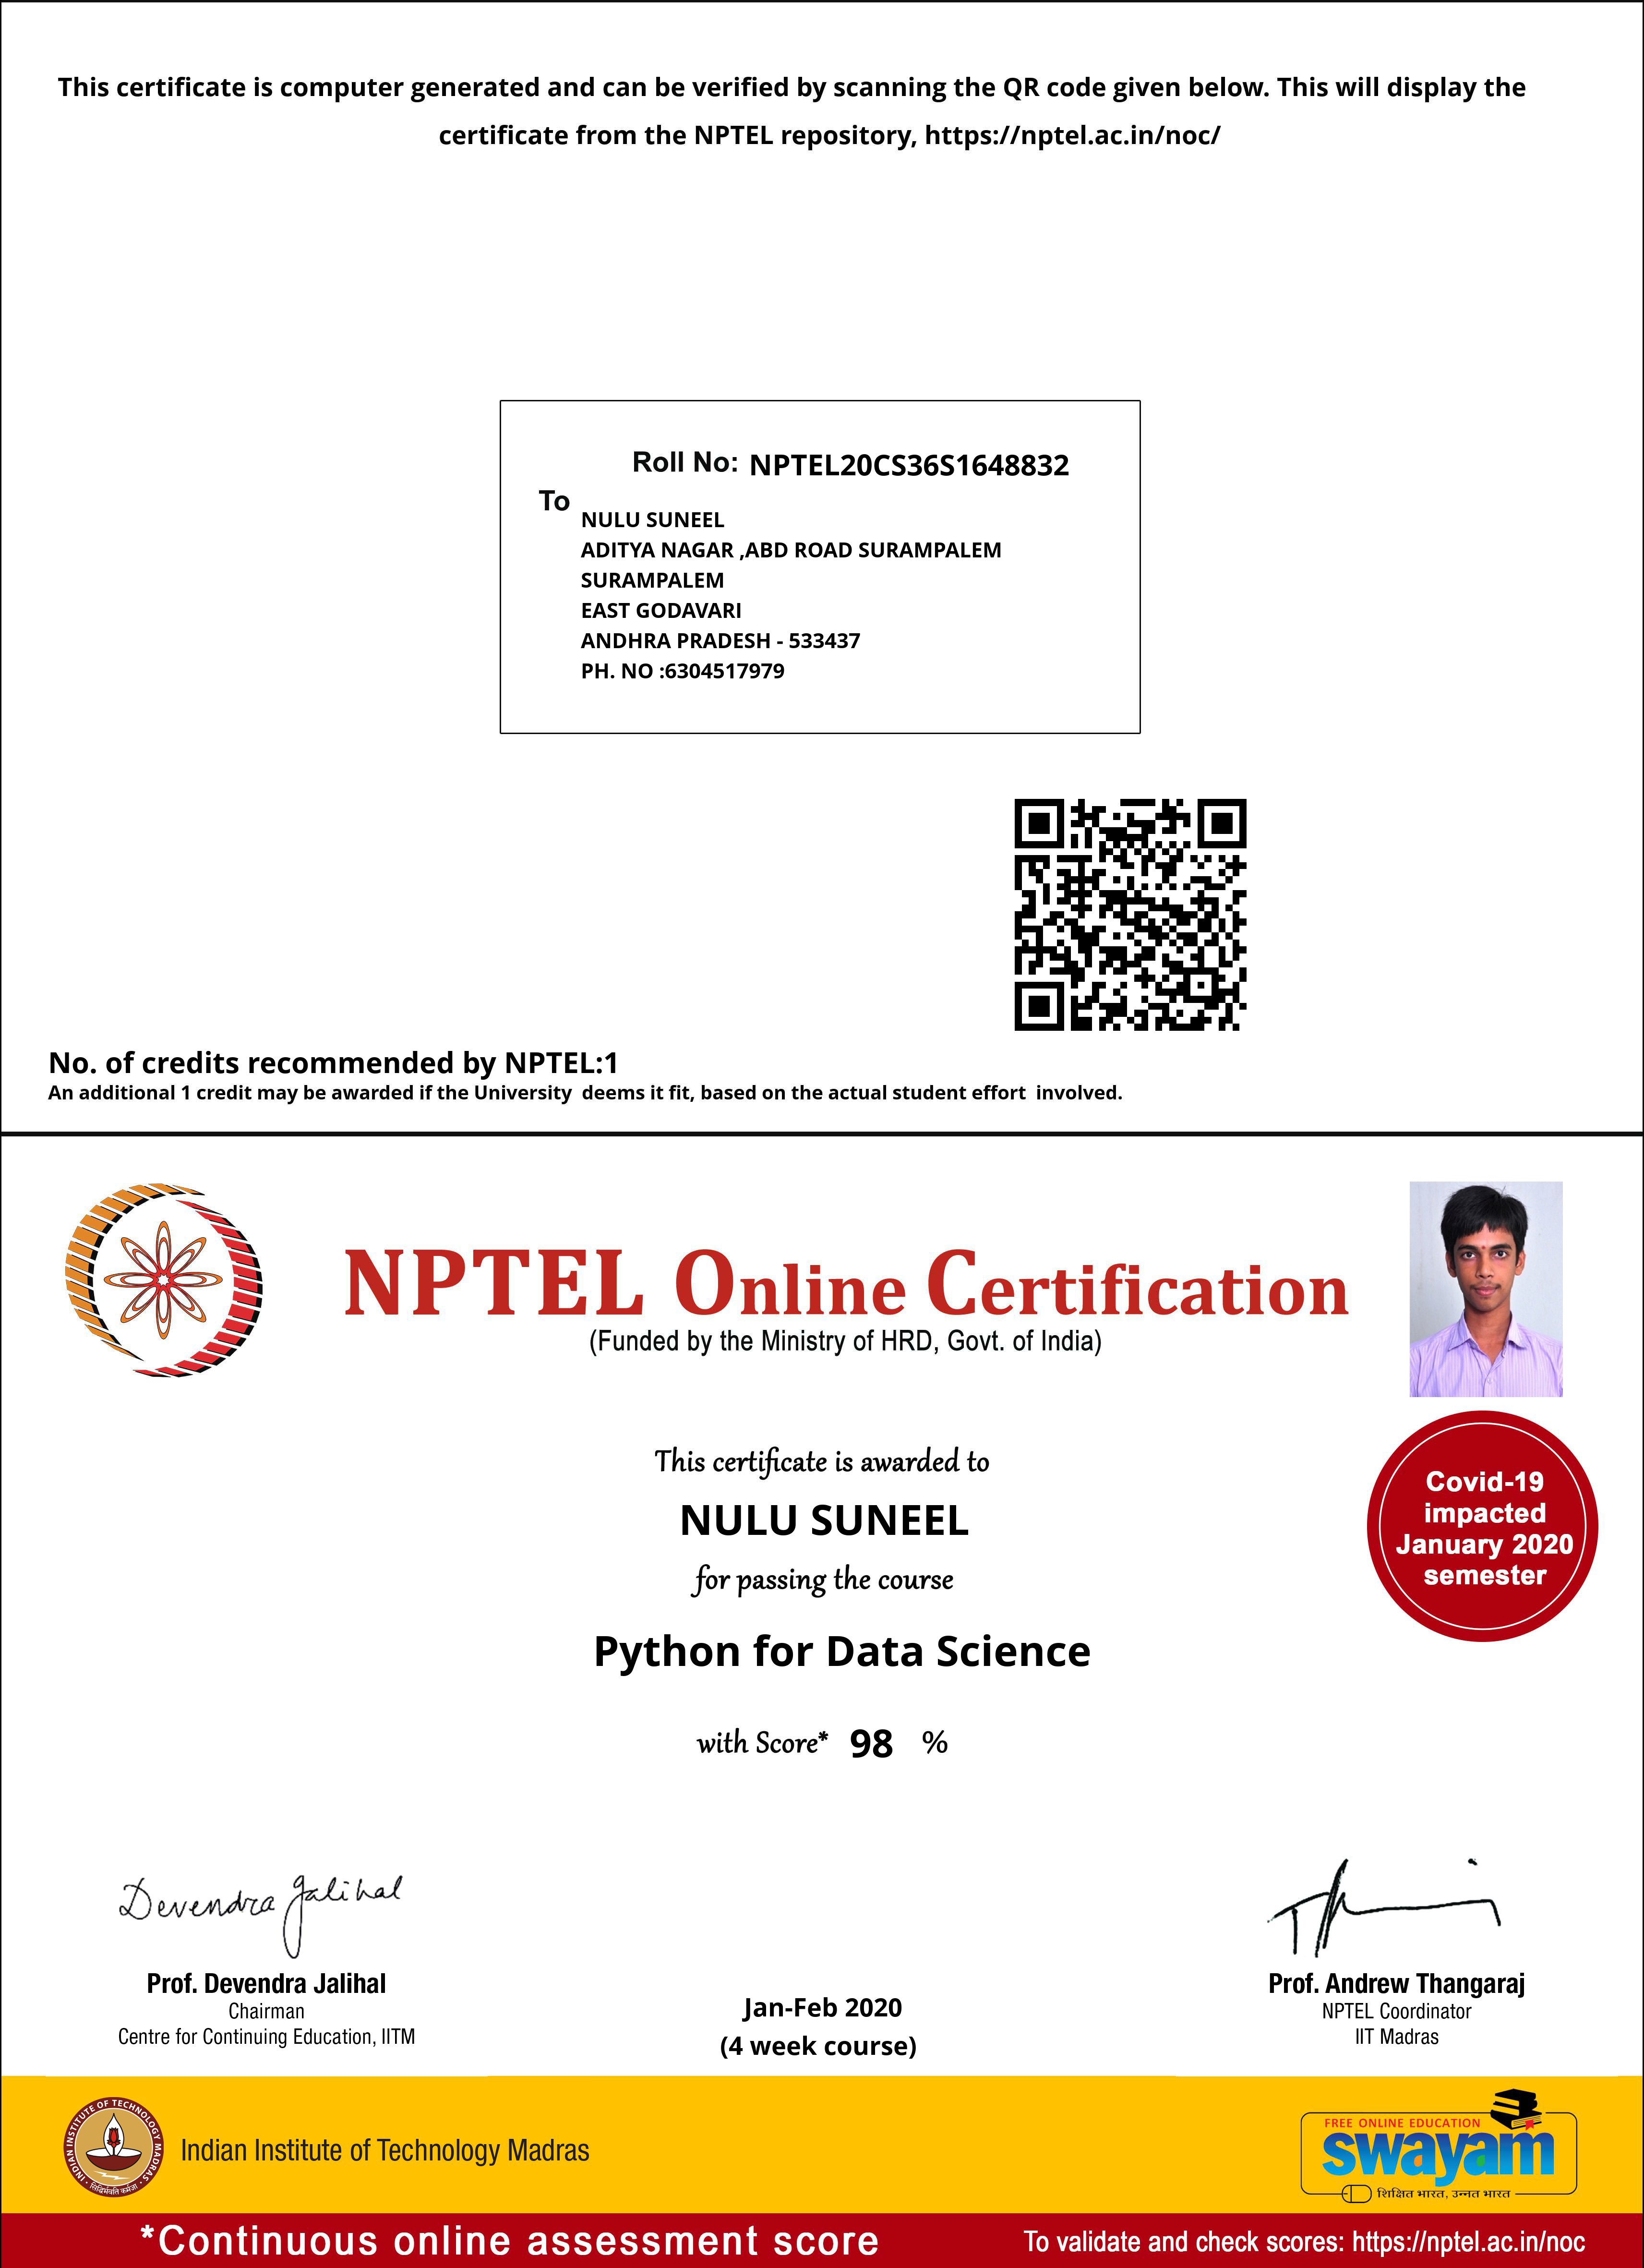 This certificate is computer generated and can be verified by scanning the QR code given below. This will display the
certificate from the NPTEL repository, https://nptel.ac.in/noc/
Roll No: NPTEL20CS36S1648832
To
NULU SUNEEL
ADITYA NAGAR ,ABD ROAD SURAMPALEM
SURAMPALEM
EAST GODAVARI
ANDHRA PRADESH - 533437
PH. NO :6304517979
No. of credits recommended by NPTEL:1
An additional 1 credit may be awarded if the University deems it fit, based on the actual student effort involved.
NPTEL Online Certification
(Funded by the Ministry of HRD, Govt. of India)
This certificate is awarded to
NULU SUNEEL
for passing the course
Python for Data Science
with Score* 98 %
Covid-19
impacted
January 2020
semester
Devendra Jalihal
Prof. Devendra Jalihal
Chairman
Centre for Continuing Education, IITM
Jan-Feb 2020
(4 week course)
Prof. Andrew Thangaraj
NPTEL Coordinator
IIT Madras
INDIAN INSTITUTE OF TECHNOLOGY MADRAS
सिद्धिर्भवति कर्मजा
Indian Institute of Technology Madras
FREE ONLINE EDUCATION
swayam
शिक्षित भारत, उन्नत भारत
*Continuous online assessment score
To validate and check scores: https://nptel.ac.in/noc